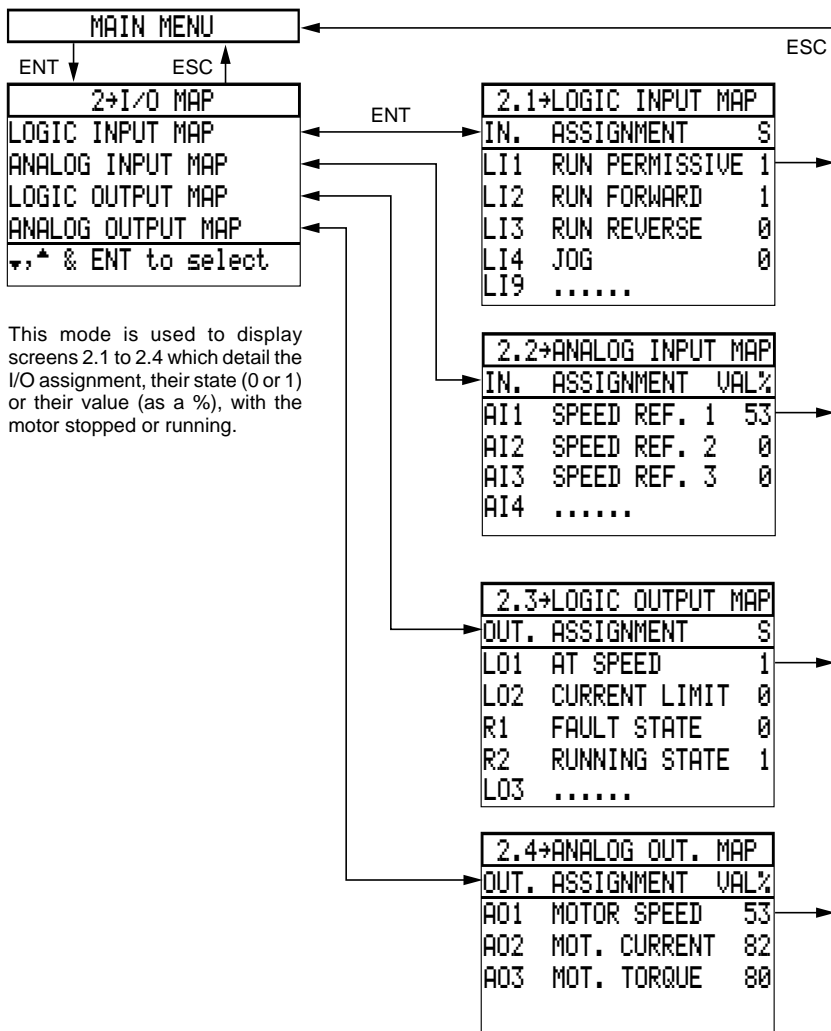 MAIN MENU
ESC
ENT
ESC
2→I/O MAP
LOGIC INPUT MAP
ANALOG INPUT MAP
LOGIC OUTPUT MAP
ANALOG OUTPUT MAP
▼,▲ & ENT to select
This mode is used to display
screens 2.1 to 2.4 which detail the
I/O assignment, their state (0 or 1)
or their value (as a %), with the
motor stopped or running.
ENT
2.1→LOGIC INPUT MAP
IN. ASSIGNMENT S
LI1 RUN PERMISSIVE 1
LI2 RUN FORWARD 1
LI3 RUN REVERSE 0
LI4 JOG 0
LI9 ......
2.2→ANALOG INPUT MAP
IN. ASSIGNMENT VAL%
AI1 SPEED REF. 1 53
AI2 SPEED REF. 2 0
AI3 SPEED REF. 3 0
AI4 ......
2.3→LOGIC OUTPUT MAP
OUT. ASSIGNMENT S
LO1 AT SPEED 1
LO2 CURRENT LIMIT 0
R1 FAULT STATE 0
R2 RUNNING STATE 1
LO3 ......
2.4→ANALOG OUT. MAP
OUT. ASSIGNMENT VAL%
AO1 MOTOR SPEED 53
AO2 MOT. CURRENT 82
AO3 MOT. TORQUE 80